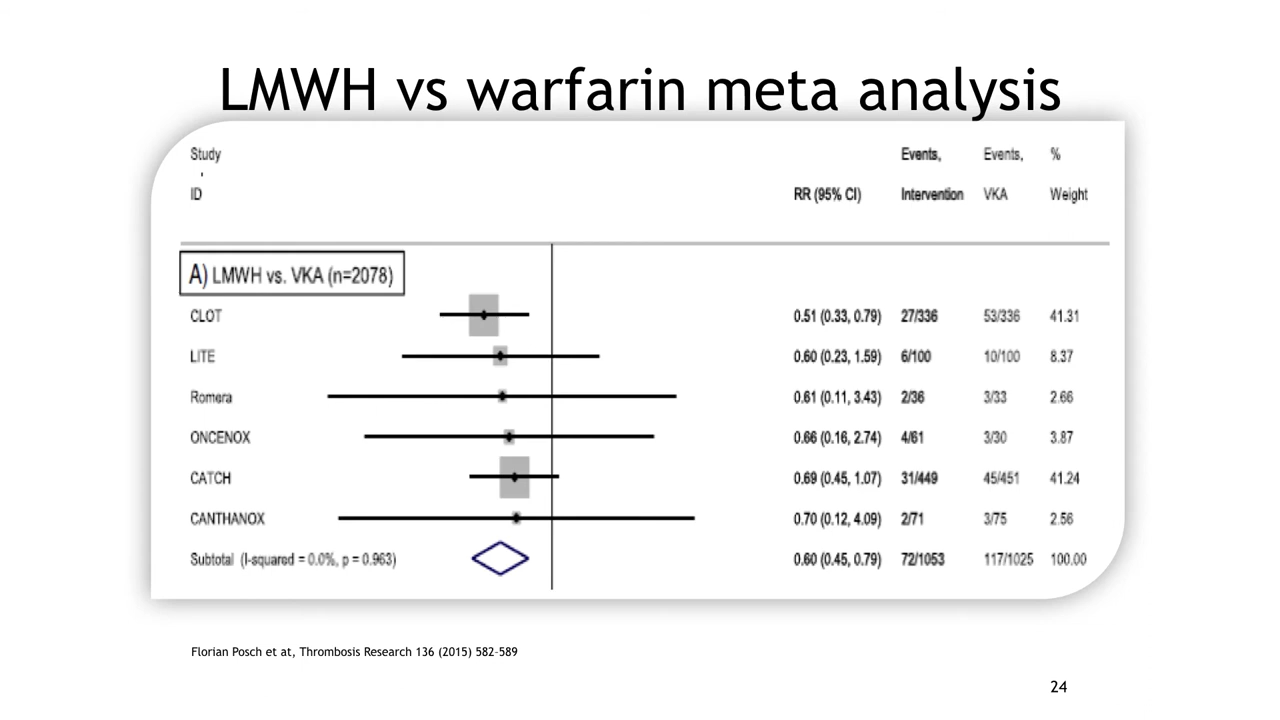 LMWH vs warfarin meta analysis
Study Events, Events, %
ID RR (95% CI) Intervention VKA Weight
A) LMWH vs. VKA (n=2078)
CLOT 0.51 (0.33, 0.79) 27/336 53/336 41.31
LITE 0.60 (0.23, 1.59) 6/100 10/100 8.37
Romera 0.61 (0.11, 3.43) 2/36 3/33 2.66
ONCENOX 0.66 (0.16, 2.74) 4/61 3/30 3.87
CATCH 0.69 (0.45, 1.07) 31/449 45/451 41.24
CANTHANOX 0.70 (0.12, 4.09) 2/71 3/75 2.56
Subtotal (I-squared = 0.0%, p = 0.963) 0.60 (0.45, 0.79) 72/1053 117/1025 100.00
Florian Posch et at, Thrombosis Research 136 (2015) 582-589
24